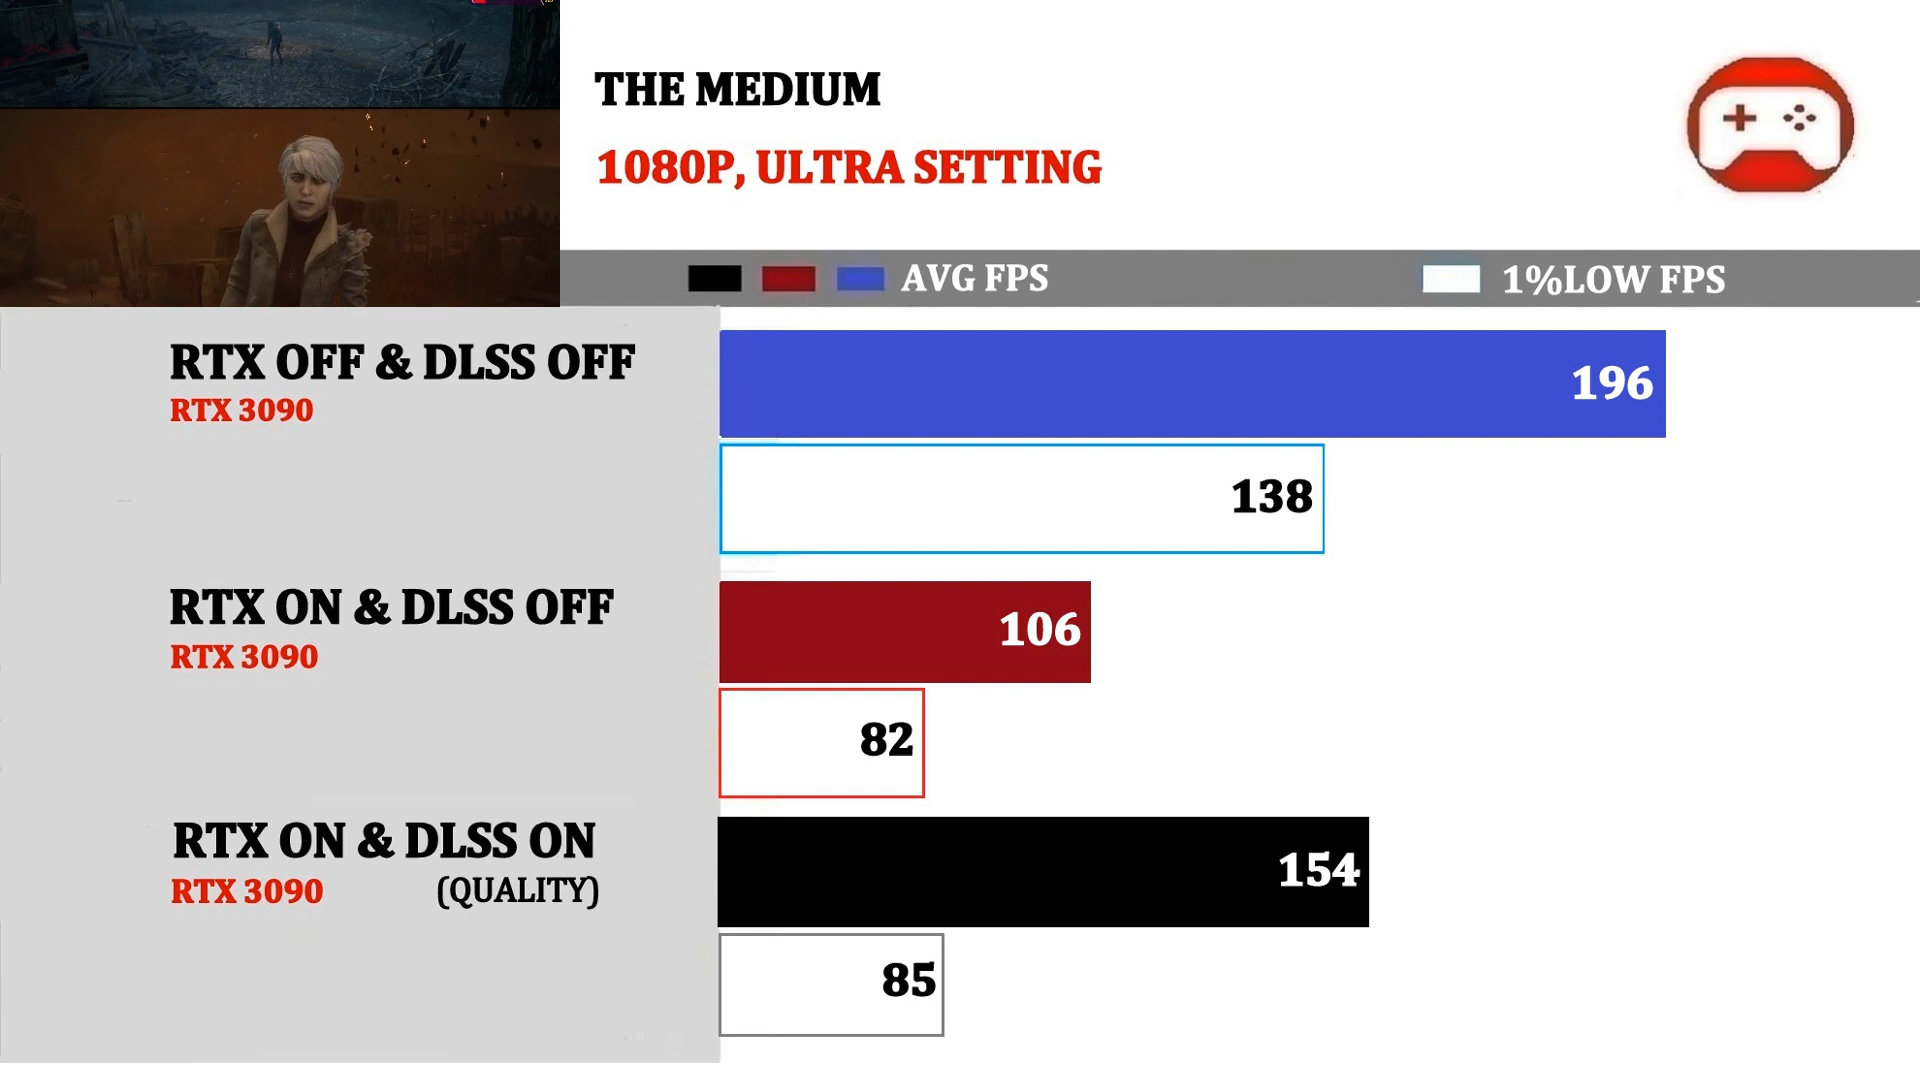 THE MEDIUM
1080P, ULTRA SETTING
AVG FPS
1%LOW FPS
RTX OFF & DLSS OFF
RTX 3090
196
138
RTX ON & DLSS OFF
RTX 3090
106
82
RTX ON & DLSS ON
RTX 3090 (QUALITY)
154
85